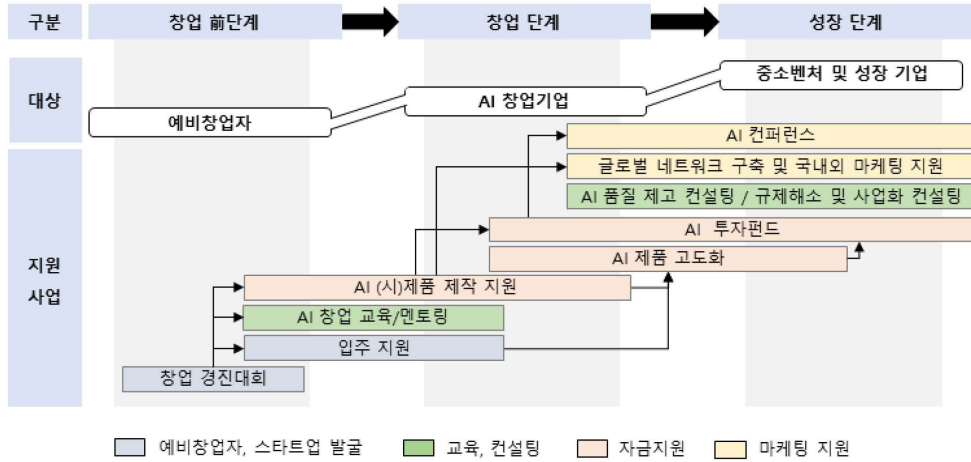 구분
창업 前단계
창업 단계
성장 단계
대상
예비창업자
AI 창업기업
중소벤처 및 성장 기업
지원
사업
AI 컨퍼런스
글로벌 네트워크 구축 및 국내외 마케팅 지원
AI 품질 제고 컨설팅 / 규제해소 및 사업화 컨설팅
AI 투자펀드
AI 제품 고도화
AI (시)제품 제작 지원
AI 창업 교육/멘토링
입주 지원
창업 경진대회
예비창업자, 스타트업 발굴
교육, 컨설팅
자금지원
마케팅 지원